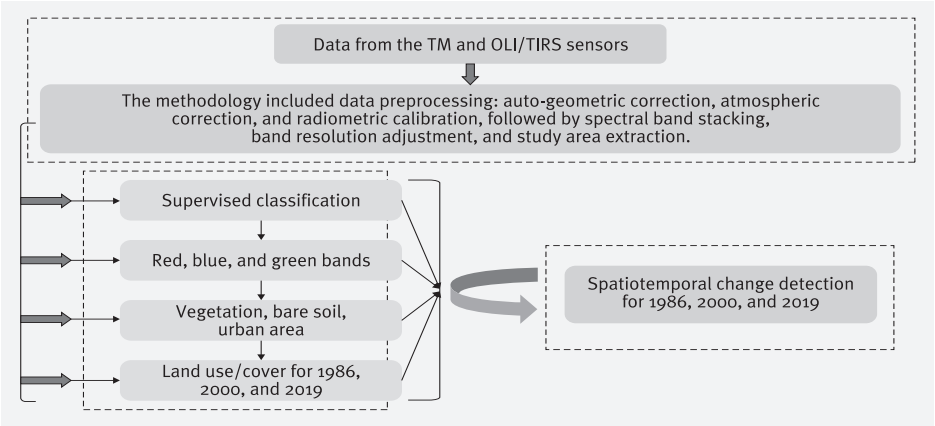 Data from the TM and OLI/TIRS sensors
The methodology included data preprocessing: auto-geometric correction, atmospheric
correction, and radiometric calibration, followed by spectral band stacking,
band resolution adjustment, and study area extraction.
Supervised classification
Red, blue, and green bands
Vegetation, bare soil,
urban area
Land use/cover for 1986,
2000, and 2019
Spatiotemporal change detection
for 1986, 2000, and 2019